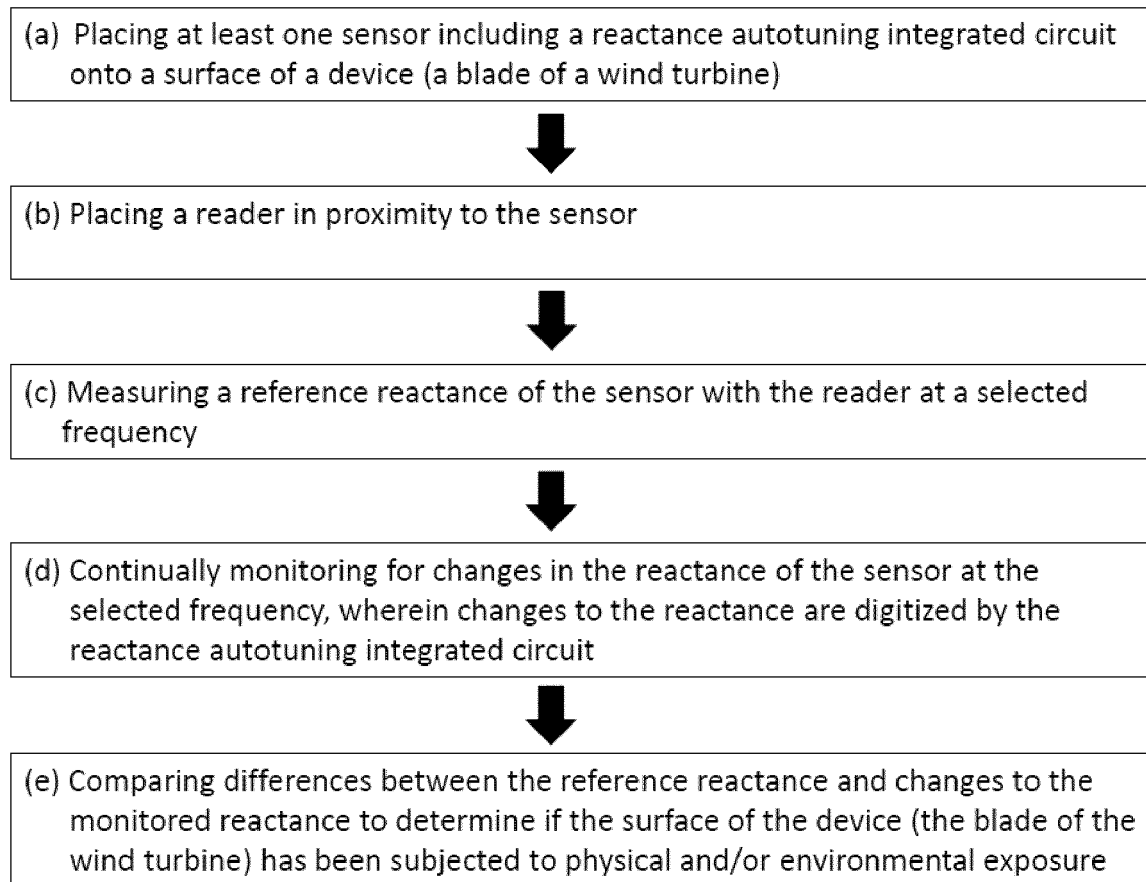 (a) Placing at least one sensor including a reactance autotuning integrated circuit
onto a surface of a device (a blade of a wind turbine)
(b) Placing a reader in proximity to the sensor
(c) Measuring a reference reactance of the sensor with the reader at a selected
frequency
(d) Continually monitoring for changes in the reactance of the sensor at the
selected frequency, wherein changes to the reactance are digitized by the
reactance autotuning integrated circuit
(e) Comparing differences between the reference reactance and changes to the
monitored reactance to determine if the surface of the device (the blade of the
wind turbine) has been subjected to physical and/or environmental exposure